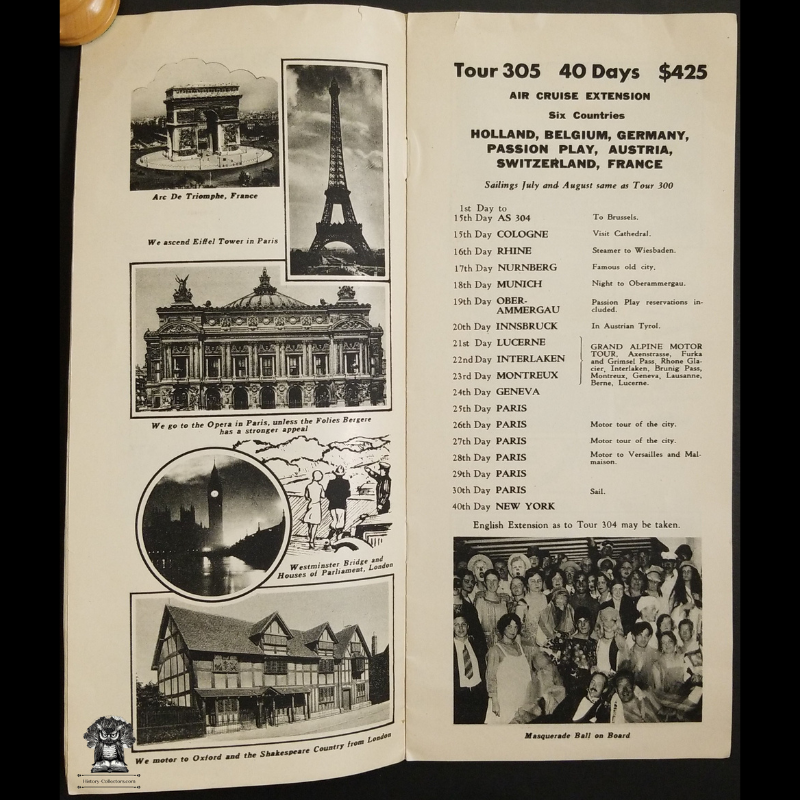 Arc De Triomphe, France
We ascend Eiffel Tower in Paris
We go to the Opera in Paris, unless the Folies Bergere
has a stronger appeal
Westminster Bridge and
Houses of Parliament, London
We motor to Oxford and the Shakespeare Country from London
History-Collectors.com
Tour 305 40 Days $425
AIR CRUISE EXTENSION
Six Countries
HOLLAND, BELGIUM, GERMANY,
PASSION PLAY, AUSTRIA,
SWITZERLAND, FRANCE
Sailings July and August same as Tour 300
1st Day to
15th Day AS 304 To Brussels.
15th Day COLOGNE Visit Cathedral.
16th Day RHINE Steamer to Wiesbaden.
17th Day NURNBERG Famous old city.
18th Day MUNICH Night to Oberammergau.
19th Day OBER-
AMMERGAU
Passion Play reservations in-
cluded.
20th Day INNSBRUCK In Austrian Tyrol.
21st Day LUCERNE
22nd Day INTERLAKEN
23rd Day MONTREUX
GRAND ALPINE MOTOR
TOUR, Axenstrasse, Furka
and Grimsel Pass, Rhone Gla-
cier, Interlaken, Brunig Pass,
Montreux, Geneva, Lausanne,
Berne, Lucerne.
24th Day GENEVA
25th Day PARIS
26th Day PARIS Motor tour of the city.
27th Day PARIS Motor tour of the city.
28th Day PARIS Motor to Versailles and Mal-
maison.
29th Day PARIS
30th Day PARIS Sail.
40th Day NEW YORK
English Extension as to Tour 304 may be taken.
Masquerade Ball on Board